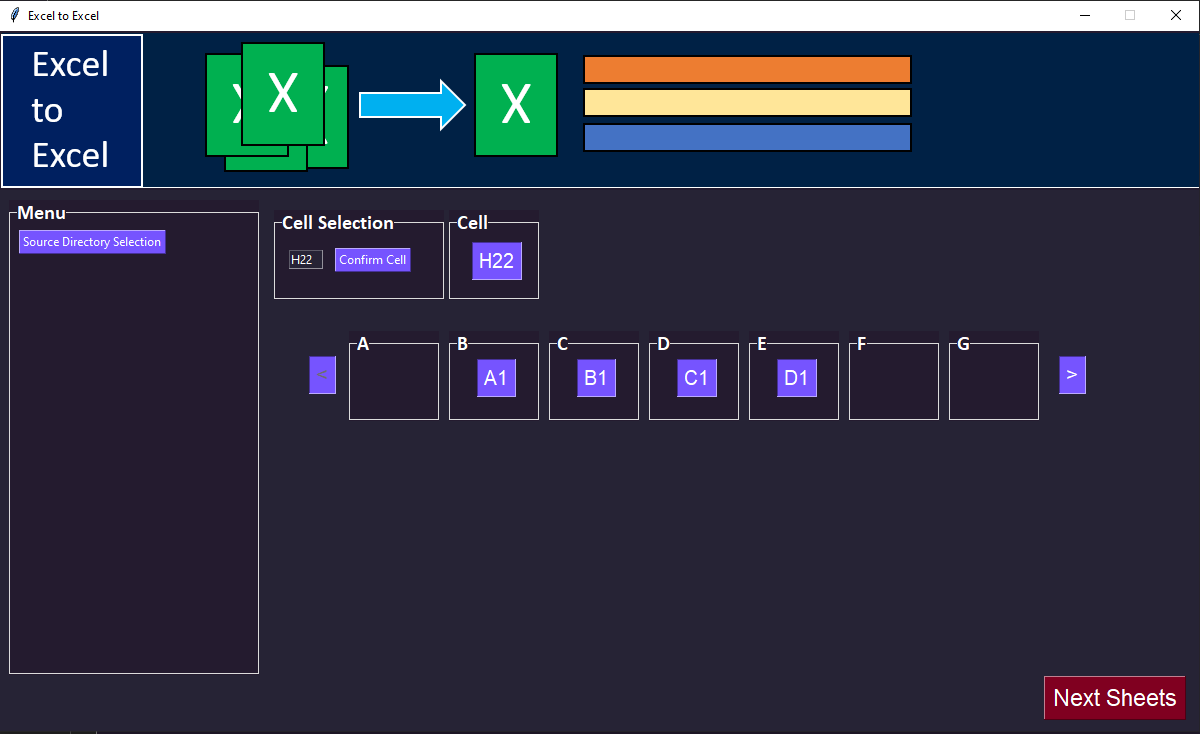 Excel to Excel
Excel
to
Excel
X
X
Menu
Source Directory Selection
Cell Selection
H22
Confirm Cell
Cell
H22
A
B
C
D
E
F
G
<
A1
B1
C1
D1
>
Next Sheets